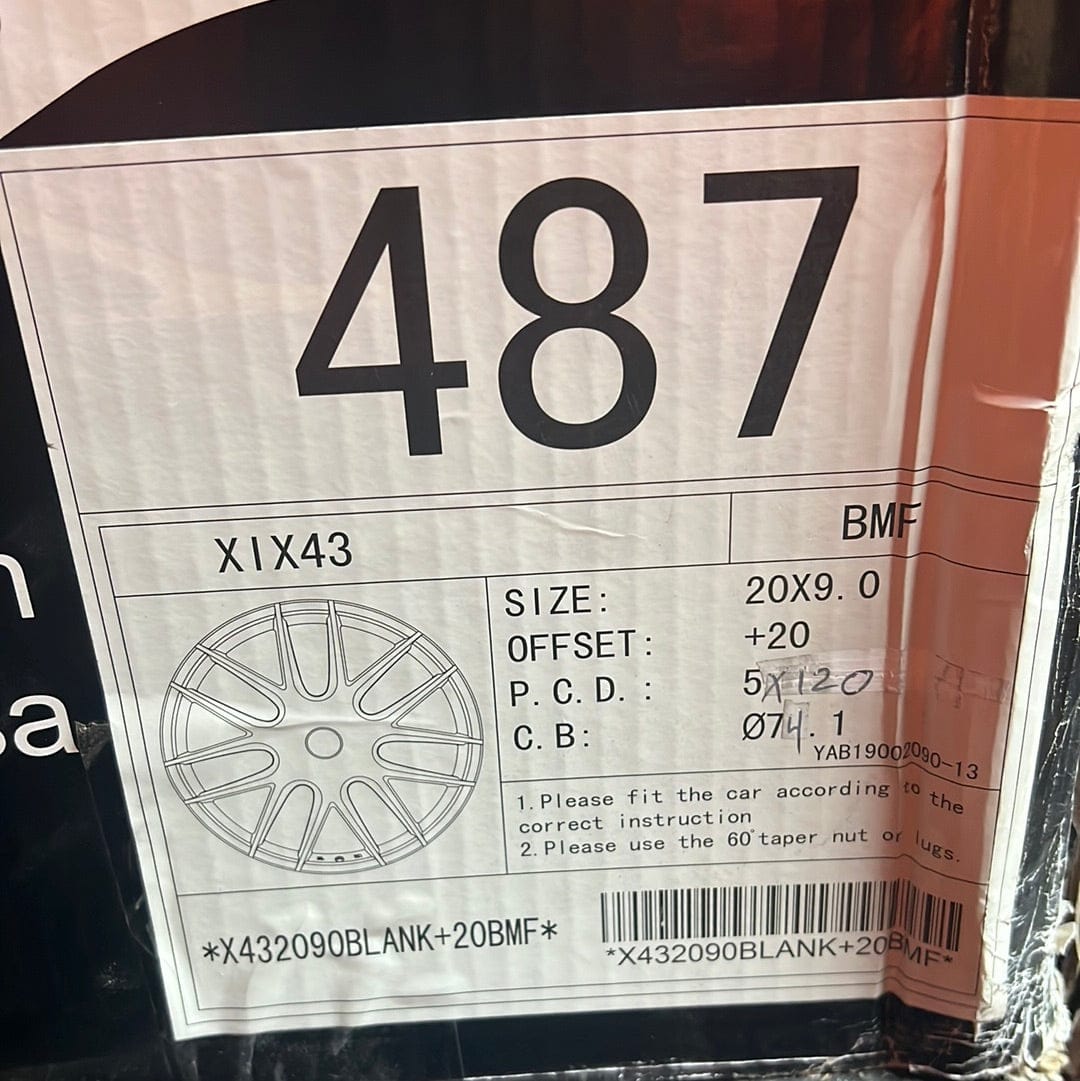 487
XIX43
BMF
SIZE: 20X9.0
OFFSET: +20
P.C.D.: 5X120
C.B: Ø74.1
YAB19002090-13
1.Please fit the car according to the
correct instruction
2.Please use the 60°taper nut or lugs.
*X432090BLANK+20BMF*
*X432090BLANK+20BMF*